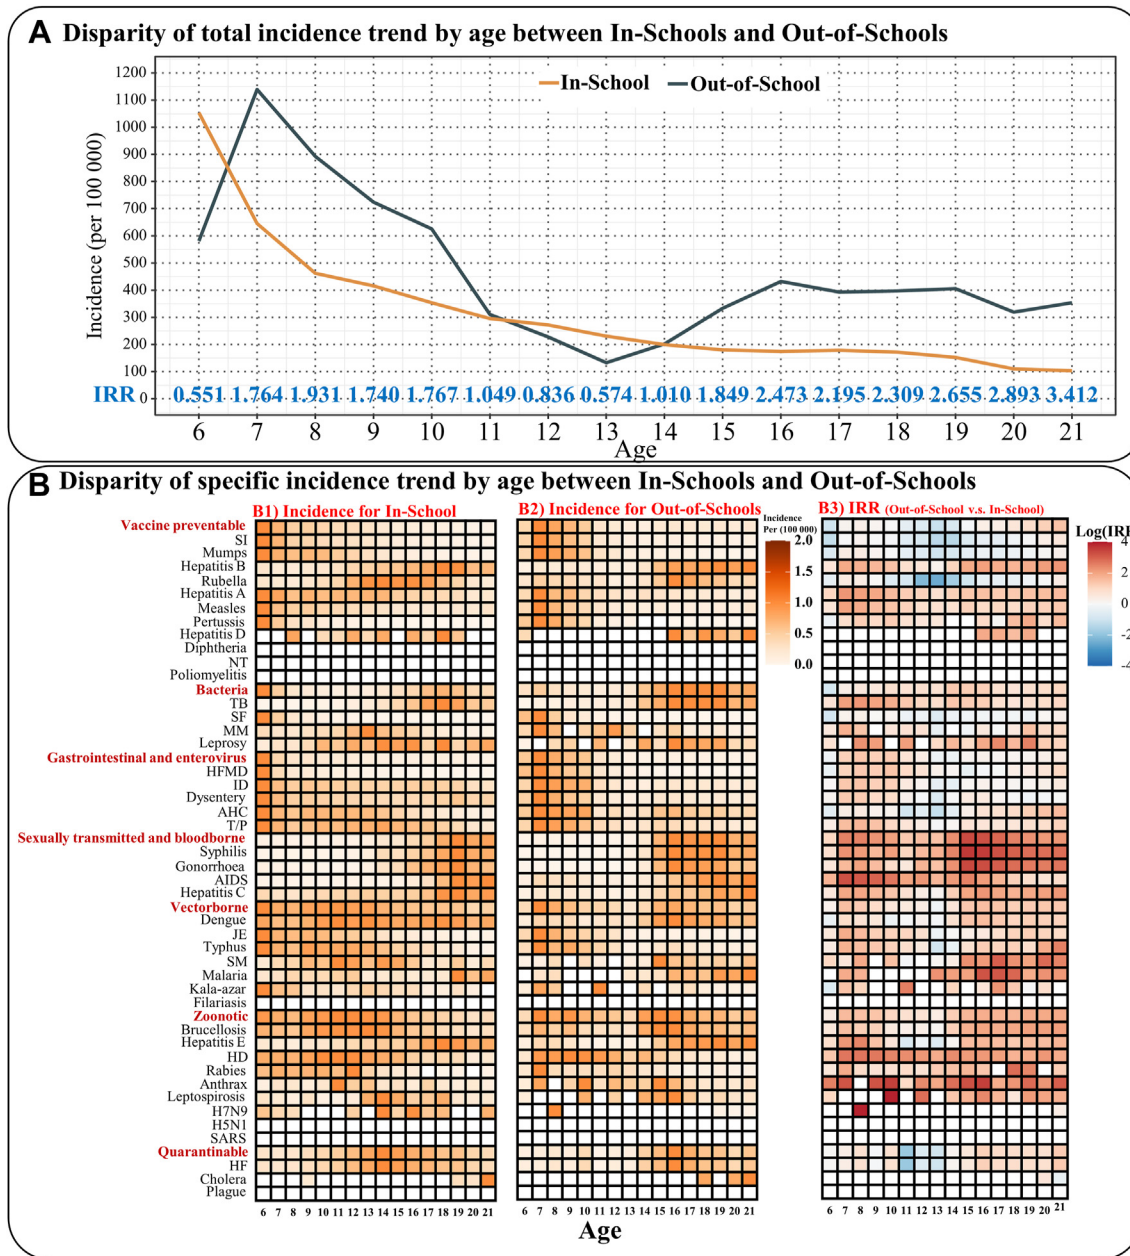 A Disparity of total incidence trend by age between In-Schools and Out-of-Schools
In-School Out-of-School
Incidence (per 100 000)
1200
1100
1000
900
800
700
600
500
400
300
200
100
0
IRR 0.551 1.764 1.931 1.740 1.767 1.049 0.836 0.574 1.010 1.849 2.473 2.195 2.309 2.655 2.893 3.412
6 7 8 9 10 11 12 13 14 15 16 17 18 19 20 21
Age
B Disparity of specific incidence trend by age between In-Schools and Out-of-Schools
B1) Incidence for In-School
B2) Incidence for Out-of-Schools
B3) IRR (Out-of-School v.s. In-School)
Incidence
Per (100 000)
2.0
1.5
1.0
0.5
0.0
Log(IRR
4
2
0
-2
-4
Vaccine preventable
SI
Mumps
Hepatitis B
Rubella
Hepatitis A
Measles
Pertussis
Hepatitis D
Diphtheria
NT
Poliomyelitis
Bacteria
TB
SF
MM
Leprosy
Gastrointestinal and enterovirus
HFMD
ID
Dysentery
AHC
T/P
Sexually transmitted and bloodborne
Syphilis
Gonorrhoea
AIDS
Hepatitis C
Vectorborne
Dengue
JE
Typhus
SM
Malaria
Kala-azar
Filariasis
Zoonotic
Brucellosis
Hepatitis E
HD
Rabies
Anthrax
Leptospirosis
H7N9
H5N1
SARS
Quarantinable
HF
Cholera
Plague
6 7 8 9 10 11 12 13 14 15 16 17 18 19 20 21
6 7 8 9 10 11 12 13 14 15 16 17 18 19 20 21
6 7 8 9 10 11 12 13 14 15 16 17 18 19 20 21
Age